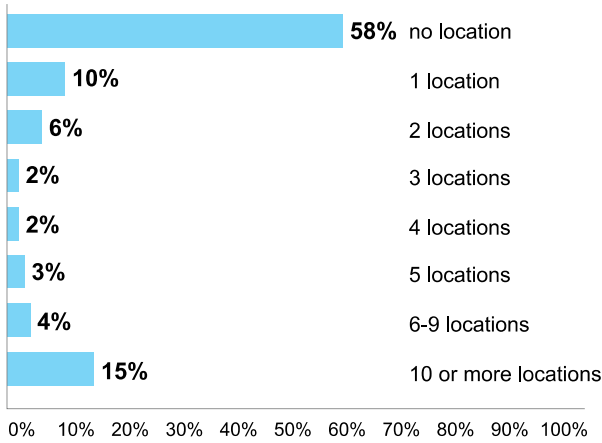 58% no location
10% 1 location
6% 2 locations
2% 3 locations
2% 4 locations
3% 5 locations
4% 6-9 locations
15% 10 or more locations
0% 10% 20% 30% 40% 50% 60% 70% 80% 90% 100%